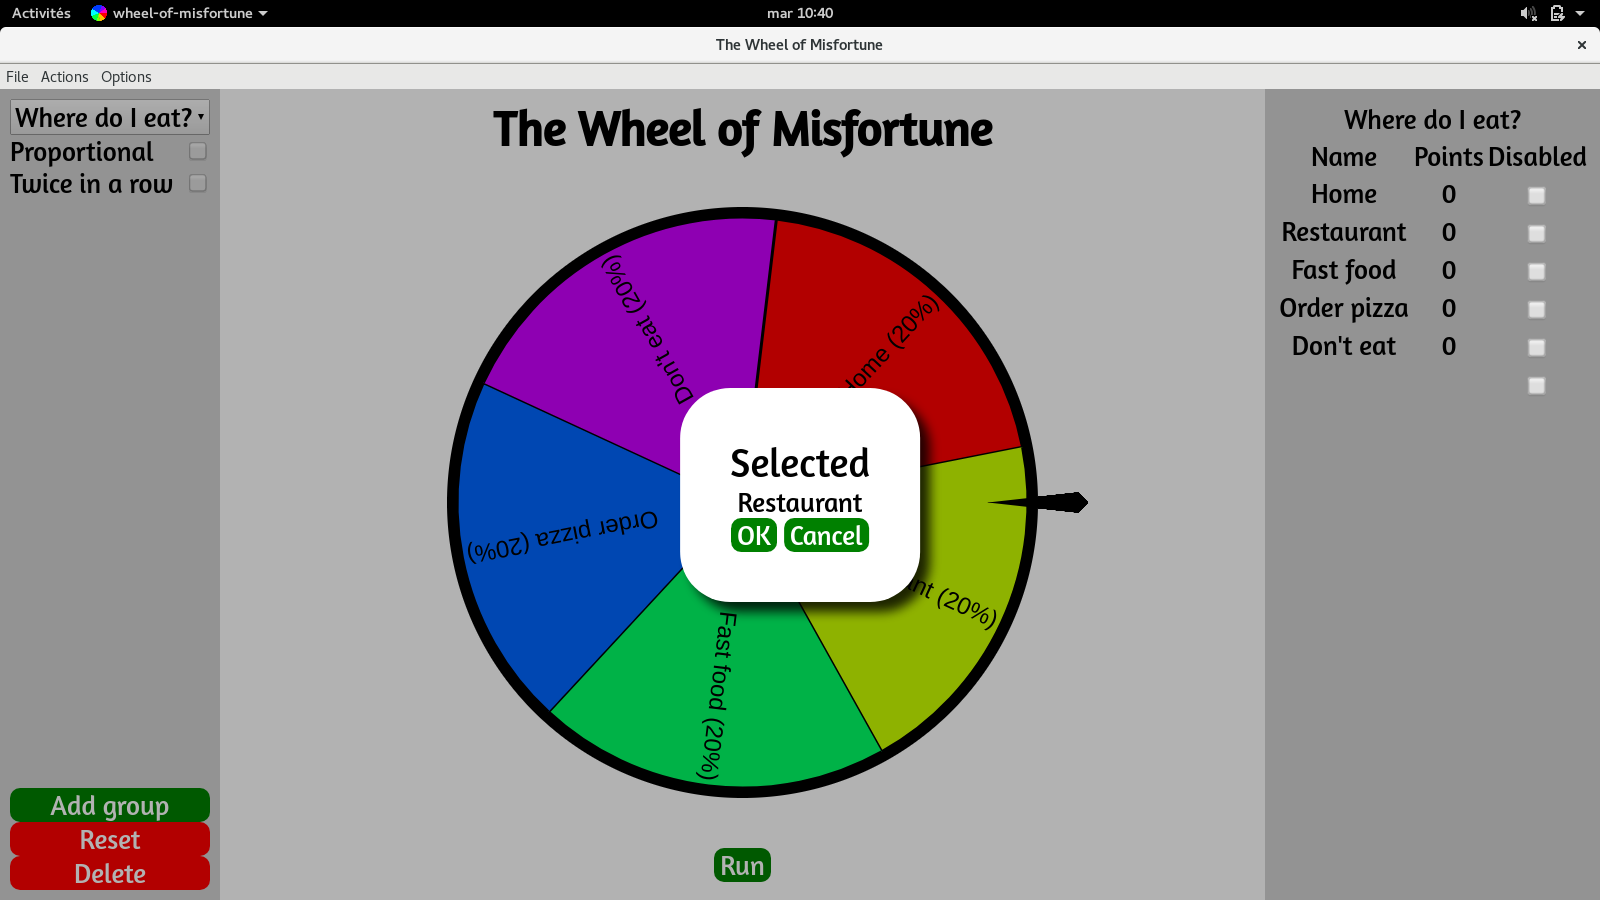 Activités wheel-of-misfortune mar 10:40
The Wheel of Misfortune
File Actions Options
Where do I eat?
Proportional
Twice in a row
Add group
Reset
Delete
The Wheel of Misfortune
Don't eat (20%)
ome (20%)
Order pizza (20%)
nt (20%)
Fast food (20%)
Selected
Restaurant
OK Cancel
Run
Where do I eat?
Name Points Disabled
Home 0
Restaurant 0
Fast food 0
Order pizza 0
Don't eat 0